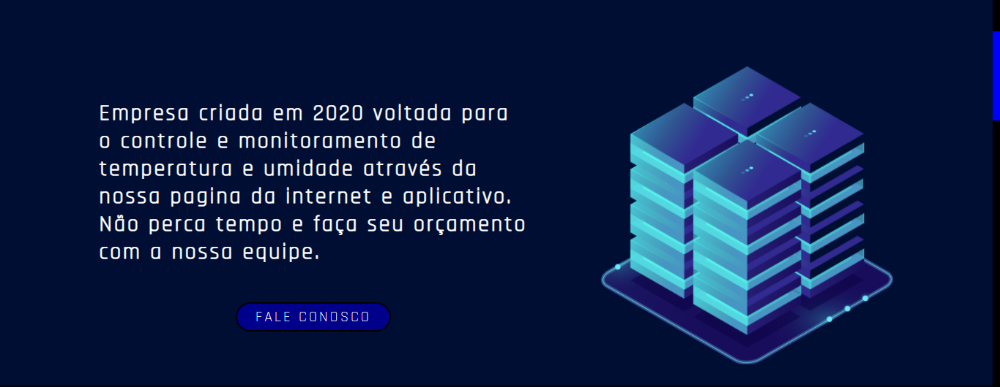 Empresa criada em 2020 voltada para
o controle e monitoramento de
temperatura e umidade através da
nossa pagina da internet e aplicativo.
Não perca tempo e faça seu orçamento
com a nossa equipe.
FALE CONOSCO